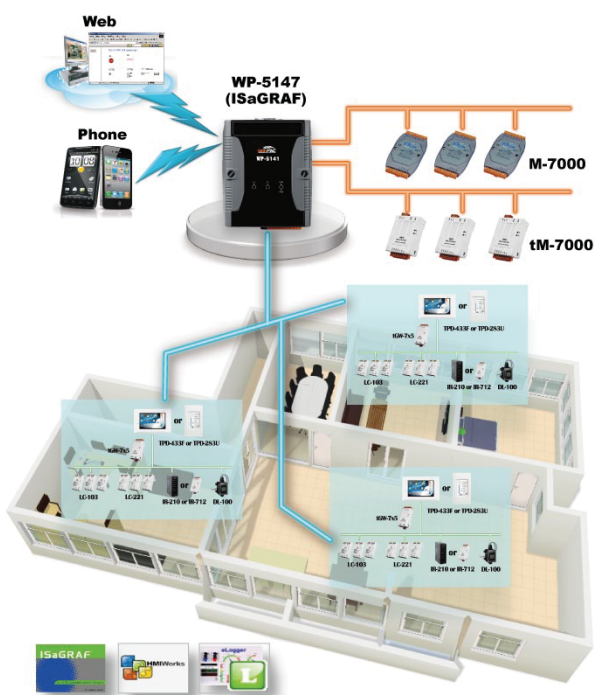 Web
WP-5147
(ISaGRAF)
Phone
WP-5141
M-7000
tM-7000
or
TPD-433F or TPD-283U
tGW-7x5
or
LC-103
LC-221
IR-210 or IR-712
DL-100
or
TPD-433F or TPD-283U
tGW-7x5
or
LC-103
LC-221
IR-210 or IR-712
DL-100
or
TPD-433F or TPD-283U
tGW-7x5
or
LC-103
LC-221
IR-210 or IR-712
DL-100
ISaGRAF
HMIWorks
eLogger
L